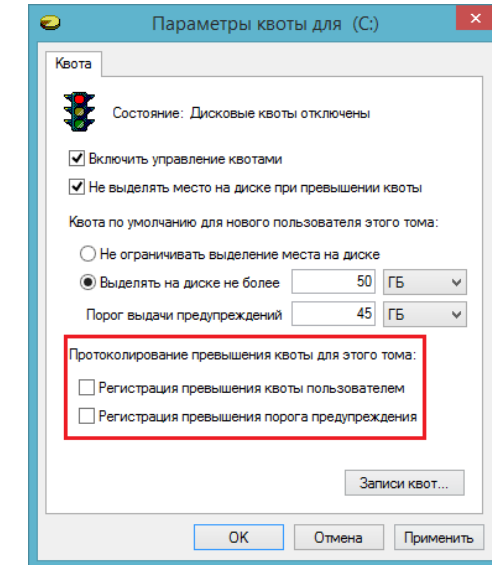 Параметры квоты для (C:)
Квота
Состояние: Дисковые квоты отключены
Включить управление квотами
Не выделять место на диске при превышении квоты
Квота по умолчанию для нового пользователя этого тома:
Не ограничивать выделение места на диске
Выделять на диске не более 50 ГБ
Порог выдачи предупреждений 45 ГБ
Протоколирование превышения квоты для этого тома:
Регистрация превышения квоты пользователем
Регистрация превышения порога предупреждения
Записи квот...
OK Отмена Применить